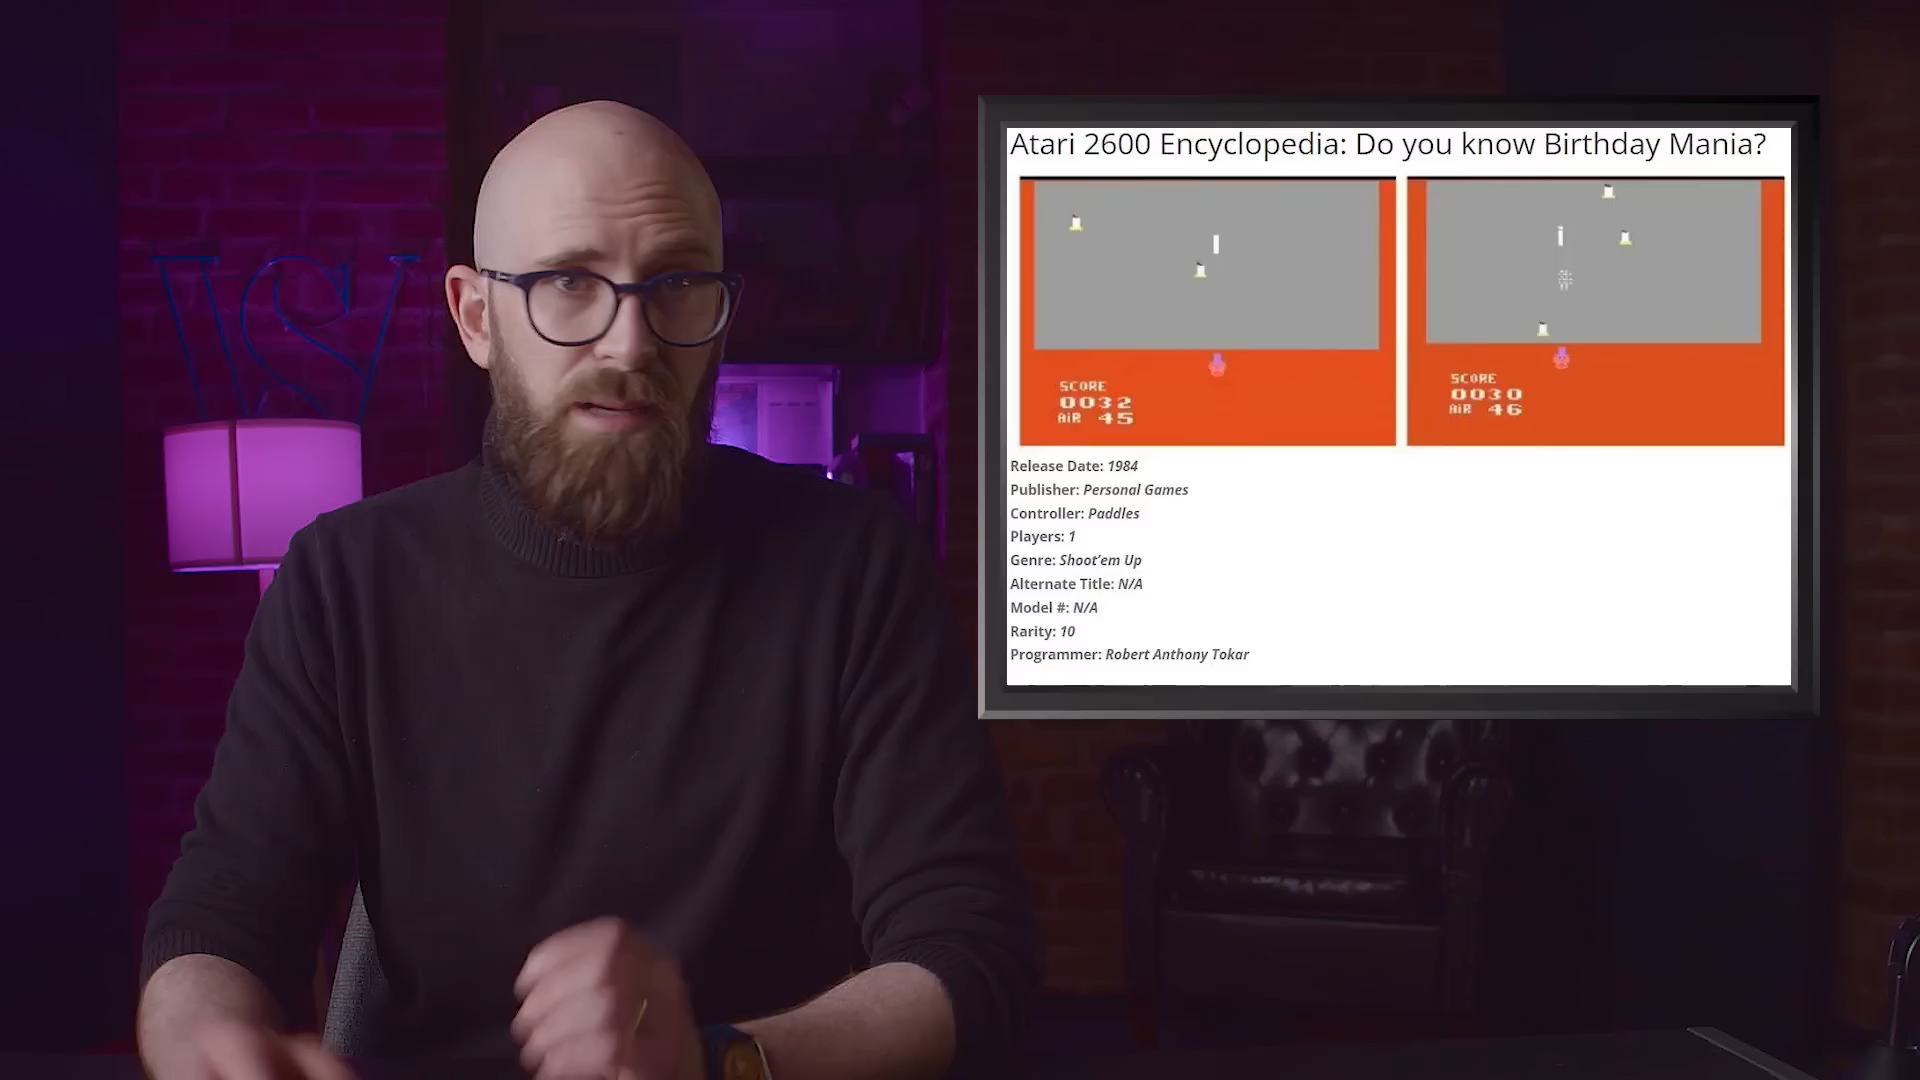 VS
Atari 2600 Encyclopedia: Do you know Birthday Mania?
SCORE
0032
AiR 45
SCORE
0030
AiR 46
Release Date: 1984
Publisher: Personal Games
Controller: Paddles
Players: 1
Genre: Shoot’em Up
Alternate Title: N/A
Model #: N/A
Rarity: 10
Programmer: Robert Anthony Tokar